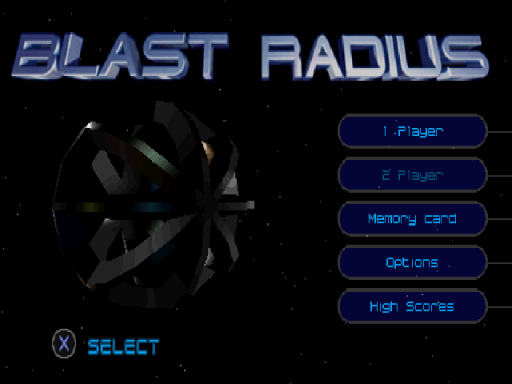 BLAST RADIUS
1 Player
2 Player
Memory card
Options
High Scores
X SELECT